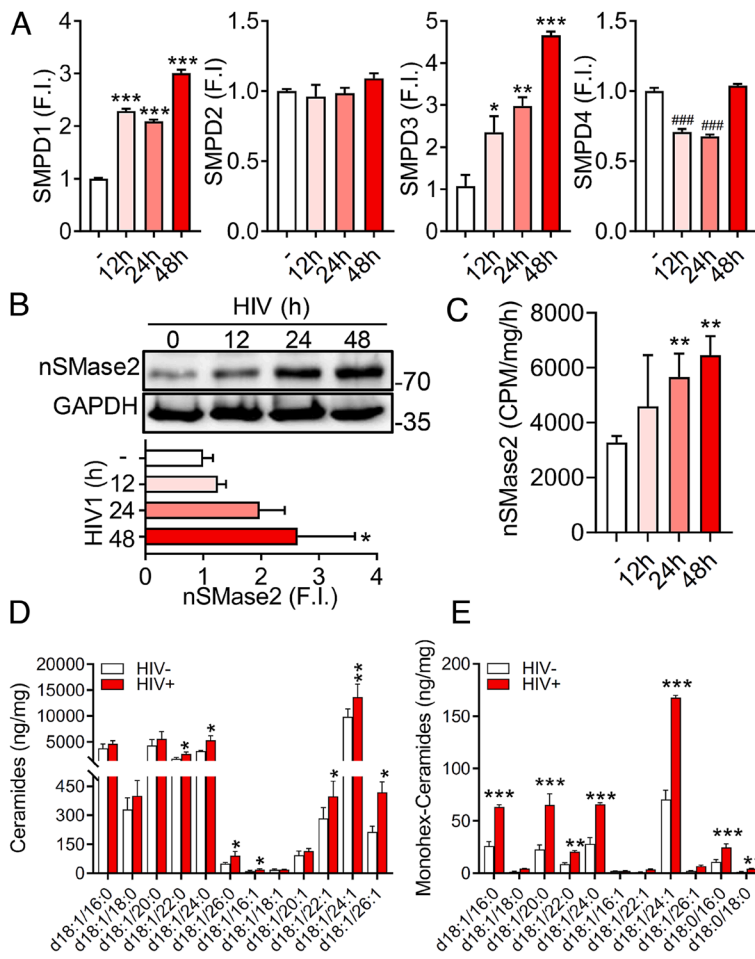 A
SMPD1 (F.I.)
4
3
2
1
0
***
***
***
-
12h
24h
48h
SMPD2 (F.I)
1.5
1.0
0.5
0.0
-
12h
24h
48h
SMPD3 (F.I.)
5
4
3
2
1
0
*
**
***
-
12h
24h
48h
SMPD4 (F.I.)
1.5
1.0
0.5
0.0
###
###
-
12h
24h
48h
B
HIV (h)
0 12 24 48
nSMase2
-70
GAPDH
-35
HIV1 (h)
-
12
24
48
*
0 1 2 3 4
nSMase2 (F.I.)
C
nSMase2 (CPM/mg/h)
8000
6000
4000
2000
0
**
**
-
12h
24h
48h
D
HIV-
HIV+
Ceramides (ng/mg)
20000
15000
10000
5000
450
300
150
0
*
*
*
*
*
**
*
d18:1/16:0
d18:1/18:0
d18:1/20:0
d18:1/22:0
d18:1/24:0
d18:1/26:0
d18:1/16:1
d18:1/18:1
d18:1/20:1
d18:1/22:1
d18:1/24:1
d18:1/26:1
E
HIV-
HIV+
Monohex-Ceramides (ng/mg)
200
150
100
50
0
***
***
**
***
***
***
**
d18:1/16:0
d18:1/18:0
d18:1/20:0
d18:1/22:0
d18:1/24:0
d18:1/16:1
d18:1/22:1
d18:1/24:1
d18:1/26:1
d18:0/16:0
d18:0/18:0